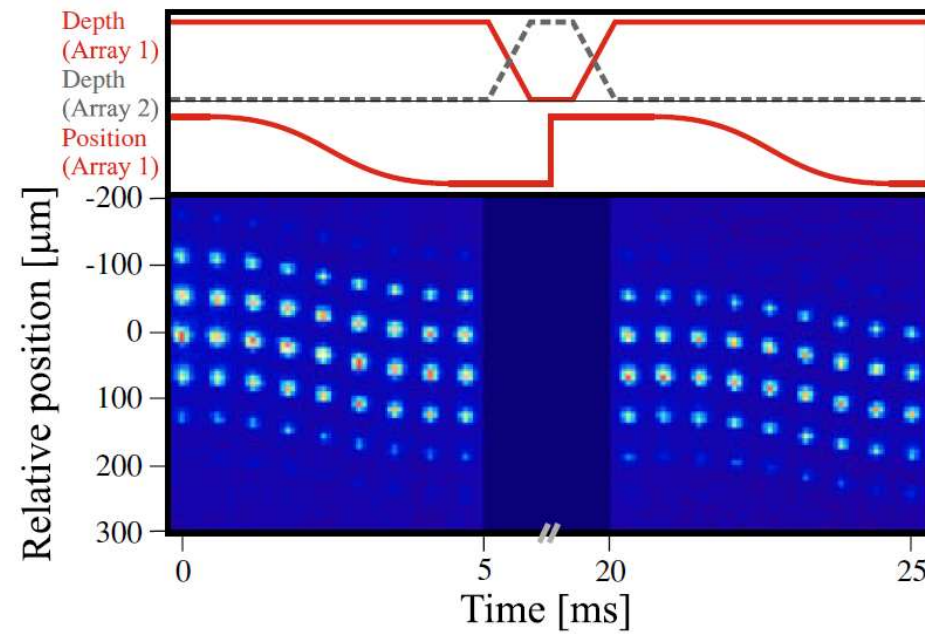 Depth
(Array 1)
Depth
(Array 2)
Position
(Array 1)
-200
-100
0
100
200
300
Relative position [μm]
0
5
20
25
Time [ms]